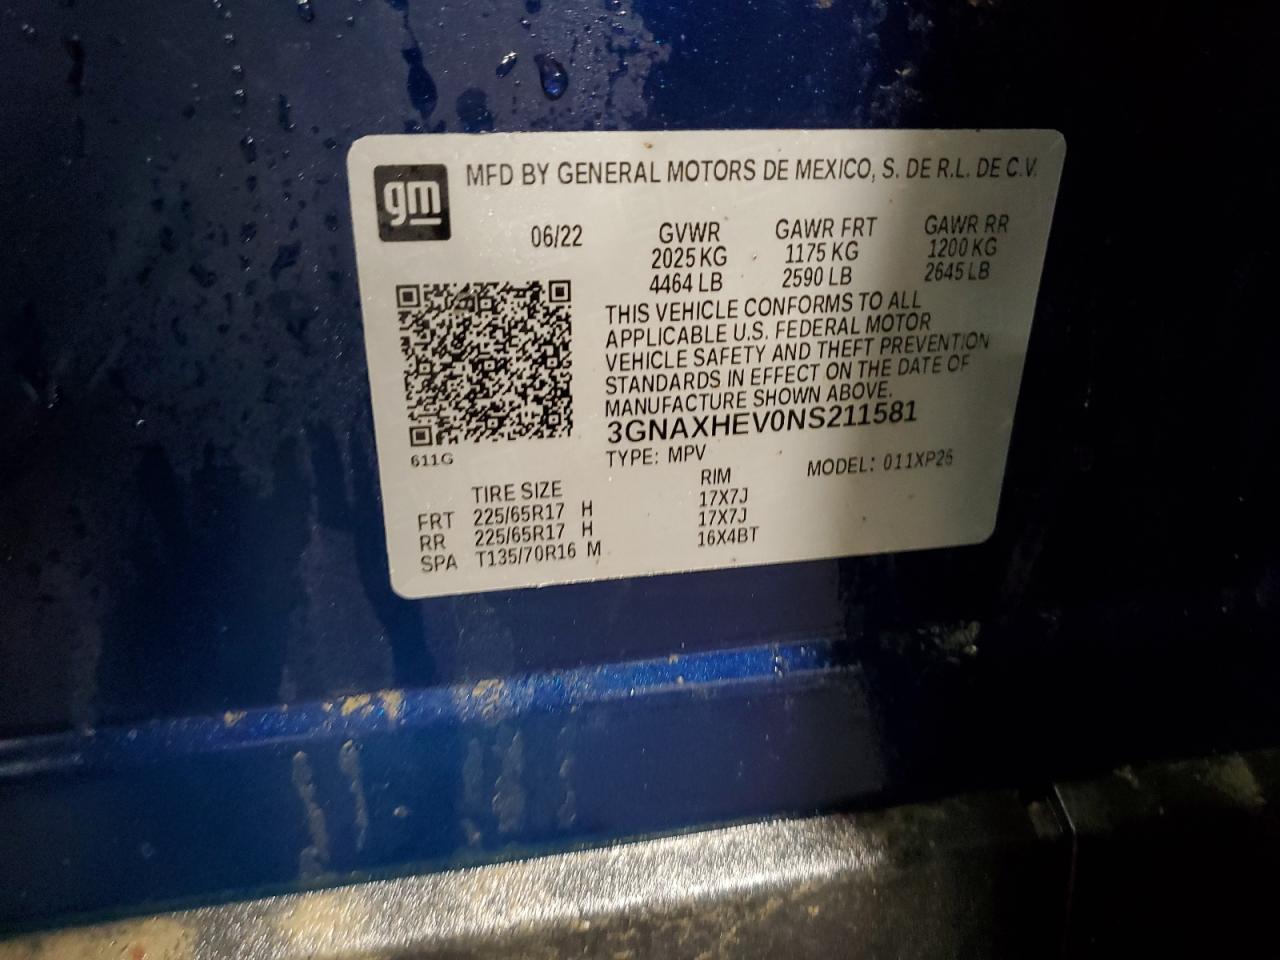 gm
MFD BY GENERAL MOTORS DE MEXICO, S. DE R.L. DE C.V.
06/22 GVWR GAWR FRT GAWR RR
2025 KG 1175 KG 1200 KG
4464 LB 2590 LB 2645 LB
THIS VEHICLE CONFORMS TO ALL
APPLICABLE U.S. FEDERAL MOTOR
VEHICLE SAFETY AND THEFT PREVENTION
STANDARDS IN EFFECT ON THE DATE OF
MANUFACTURE SHOWN ABOVE.
3GNAXHEV0NS211581
611G
TYPE: MPV MODEL: 011XP26
TIRE SIZE RIM
FRT 225/65R17 H 17X7J
RR 225/65R17 H 17X7J
SPA T135/70R16 M 16X4BT